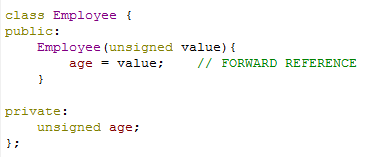 class Employee {
public:
    Employee(unsigned value){
        age = value;    // FORWARD REFERENCE
    }
private:
    unsigned age;
};